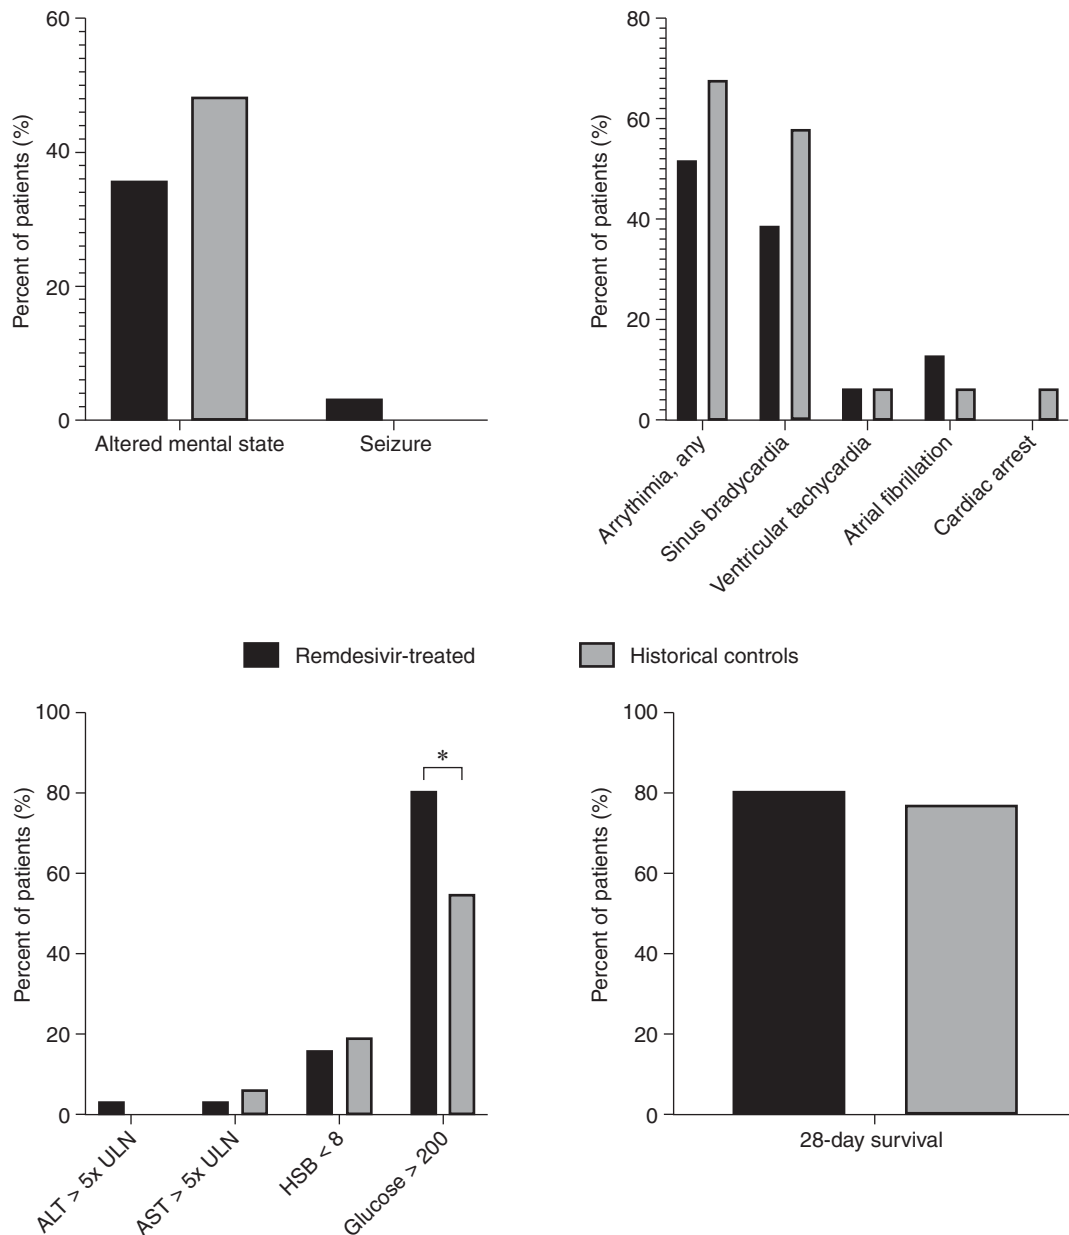 60
40
20
0
Percent of patients (%)
Altered mental state
Seizure
80
60
40
20
0
Percent of patients (%)
Arrythimia, any
Sinus bradycardia
Ventricular tachycardia
Atrial fibrillation
Cardiac arrest
Remdesivir-treated
Historical controls
100
80
60
40
20
0
Percent of patients (%)
*
ALT > 5x ULN
AST > 5x ULN
HSB < 8
Glucose > 200
100
80
60
40
20
0
Percent of patients (%)
28-day survival